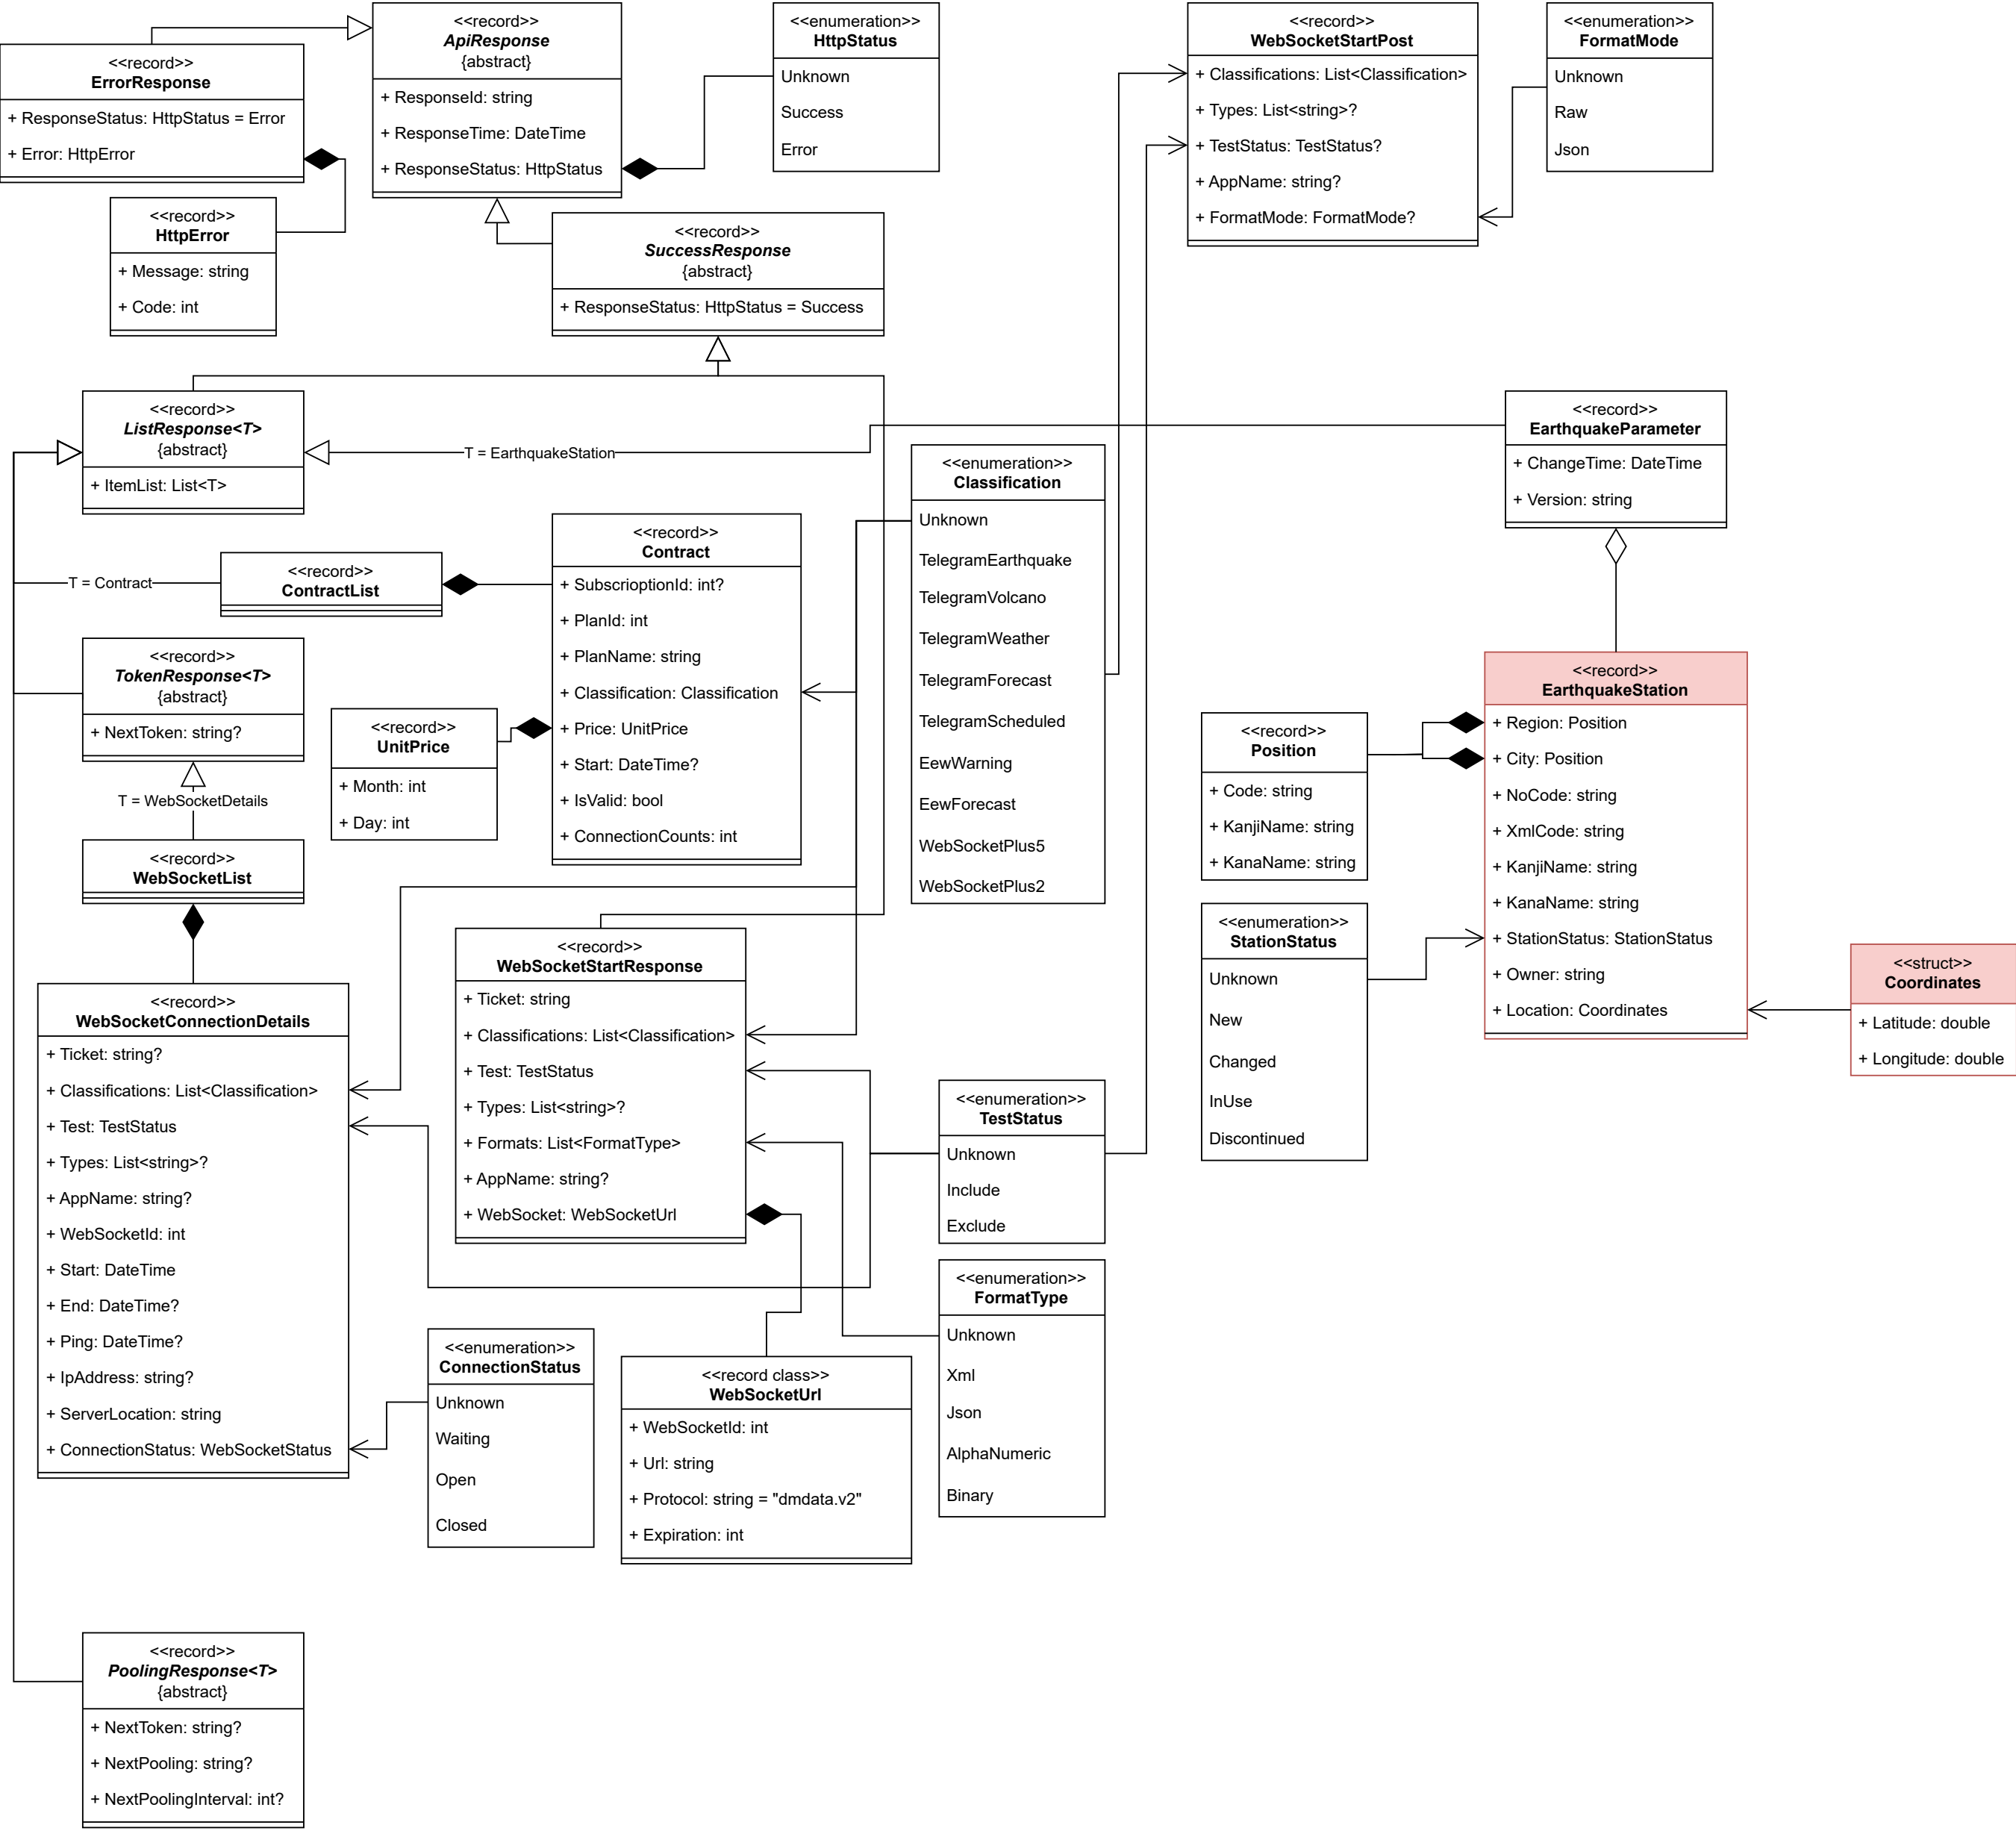 <<record>>
ErrorResponse
+ ResponseStatus: HttpStatus = Error
+ Error: HttpError
<<record>>
ApiResponse
{abstract}
+ ResponseId: string
+ ResponseTime: DateTime
+ ResponseStatus: HttpStatus
<<enumeration>>
HttpStatus
Unknown
Success
Error
<<record>>
WebSocketStartPost
+ Classifications: List<Classification>
+ Types: List<string>?
+ TestStatus: TestStatus?
+ AppName: string?
+ FormatMode: FormatMode?
<<enumeration>>
FormatMode
Unknown
Raw
Json
<<record>>
HttpError
+ Message: string
+ Code: int
<<record>>
SuccessResponse
{abstract}
+ ResponseStatus: HttpStatus = Success
<<record>>
ListResponse<T>
{abstract}
+ ItemList: List<T>
T = EarthquakeStation
<<record>>
EarthquakeParameter
+ ChangeTime: DateTime
+ Version: string
<<enumeration>>
Classification
Unknown
TelegramEarthquake
TelegramVolcano
TelegramWeather
TelegramForecast
TelegramScheduled
EewWarning
EewForecast
WebSocketPlus5
WebSocketPlus2
<<record>>
Contract
+ SubscrioptionId: int?
+ PlanId: int
+ PlanName: string
+ Classification: Classification
+ Price: UnitPrice
+ Start: DateTime?
+ IsValid: bool
+ ConnectionCounts: int
T = Contract
<<record>>
ContractList
<<record>>
TokenResponse<T>
{abstract}
+ NextToken: string?
T = WebSocketDetails
<<record>>
UnitPrice
+ Month: int
+ Day: int
<<record>>
WebSocketList
<<record>>
EarthquakeStation
+ Region: Position
+ City: Position
+ NoCode: string
+ XmlCode: string
+ KanjiName: string
+ KanaName: string
+ StationStatus: StationStatus
+ Owner: string
+ Location: Coordinates
<<record>>
Position
+ Code: string
+ KanjiName: string
+ KanaName: string
<<enumeration>>
StationStatus
Unknown
New
Changed
InUse
Discontinued
<<struct>>
Coordinates
+ Latitude: double
+ Longitude: double
<<record>>
WebSocketStartResponse
+ Ticket: string
+ Classifications: List<Classification>
+ Test: TestStatus
+ Types: List<string>?
+ Formats: List<FormatType>
+ AppName: string?
+ WebSocket: WebSocketUrl
<<record>>
WebSocketConnectionDetails
+ Ticket: string?
+ Classifications: List<Classification>
+ Test: TestStatus
+ Types: List<string>?
+ AppName: string?
+ WebSocketId: int
+ Start: DateTime
+ End: DateTime?
+ Ping: DateTime?
+ IpAddress: string?
+ ServerLocation: string
+ ConnectionStatus: WebSocketStatus
<<enumeration>>
TestStatus
Unknown
Include
Exclude
<<enumeration>>
FormatType
Unknown
Xml
Json
AlphaNumeric
Binary
<<enumeration>>
ConnectionStatus
Unknown
Waiting
Open
Closed
<<record class>>
WebSocketUrl
+ WebSocketId: int
+ Url: string
+ Protocol: string = "dmdata.v2"
+ Expiration: int
<<record>>
PoolingResponse<T>
{abstract}
+ NextToken: string?
+ NextPooling: string?
+ NextPoolingInterval: int?